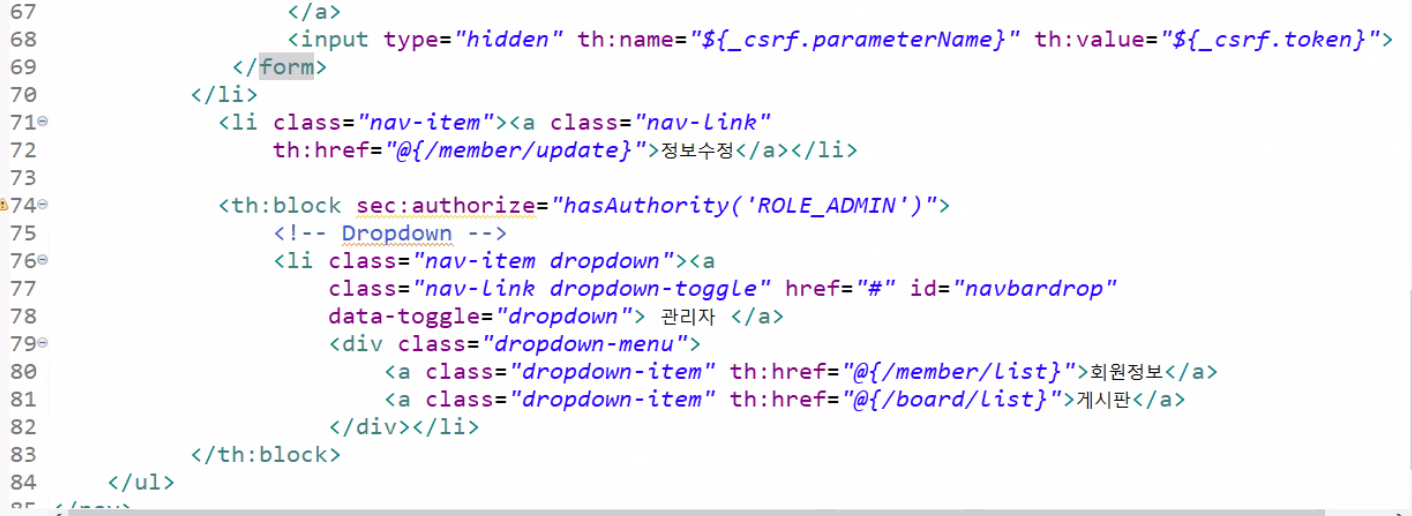 67 </a>
68 <input type="hidden" th:name="${_csrf.parameterName}" th:value="${_csrf.token}">
69 </form>
70 </li>
71 <li class="nav-item"><a class="nav-link"
72 th:href="@{/member/update}">정보수정</a></li>
73
74 <th:block sec:authorize="hasAuthority('ROLE_ADMIN')">
75 <!-- Dropdown -->
76 <li class="nav-item dropdown"><a
77 class="nav-link dropdown-toggle" href="#" id="navbardrop"
78 data-toggle="dropdown"> 관리자 </a>
79 <div class="dropdown-menu">
80 <a class="dropdown-item" th:href="@{/member/list}">회원정보</a>
81 <a class="dropdown-item" th:href="@{/board/list}">게시판</a>
82 </div></li>
83 </th:block>
84 </ul>
85 </nav>